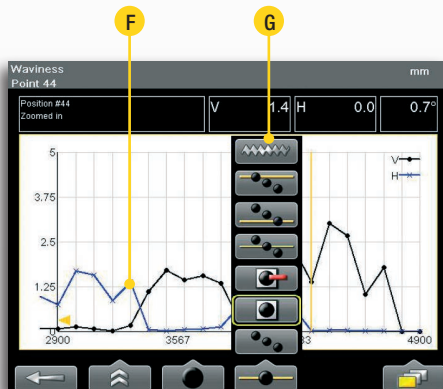 F G
Waviness mm
Point 44
Position #44 V 1.4 H 0.0 0.7°
Zoomed in
5
V
H
3.75
2.5
1.25
0
2900 3567 33 4900